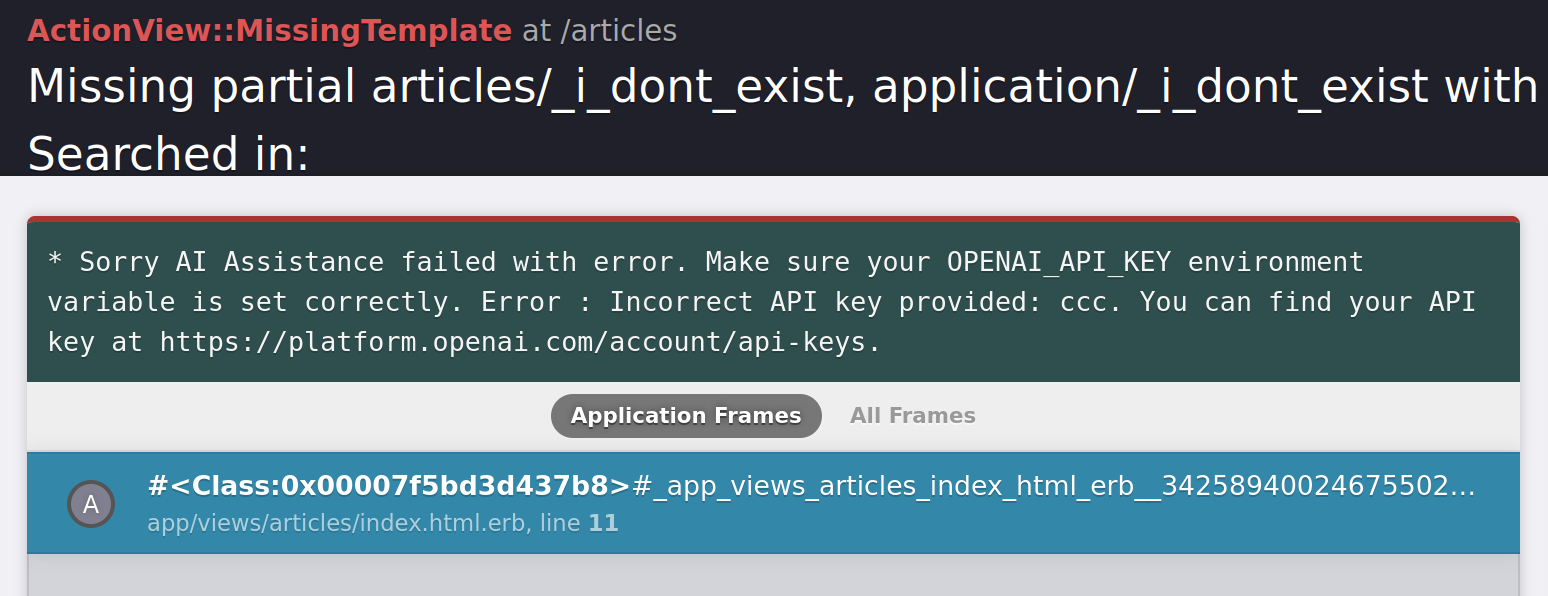 ActionView::MissingTemplate at /articles
Missing partial articles/_i_dont_exist, application/_i_dont_exist with
Searched in:
* Sorry AI Assistance failed with error. Make sure your OPENAI_API_KEY environment
variable is set correctly. Error : Incorrect API key provided: ccc. You can find your API
key at https://platform.openai.com/account/api-keys.
Application Frames All Frames
A
#<Class:0x00007f5bd3d437b8>#_app_views_articles_index_html_erb__34258940024675502...
app/views/articles/index.html.erb, line 11